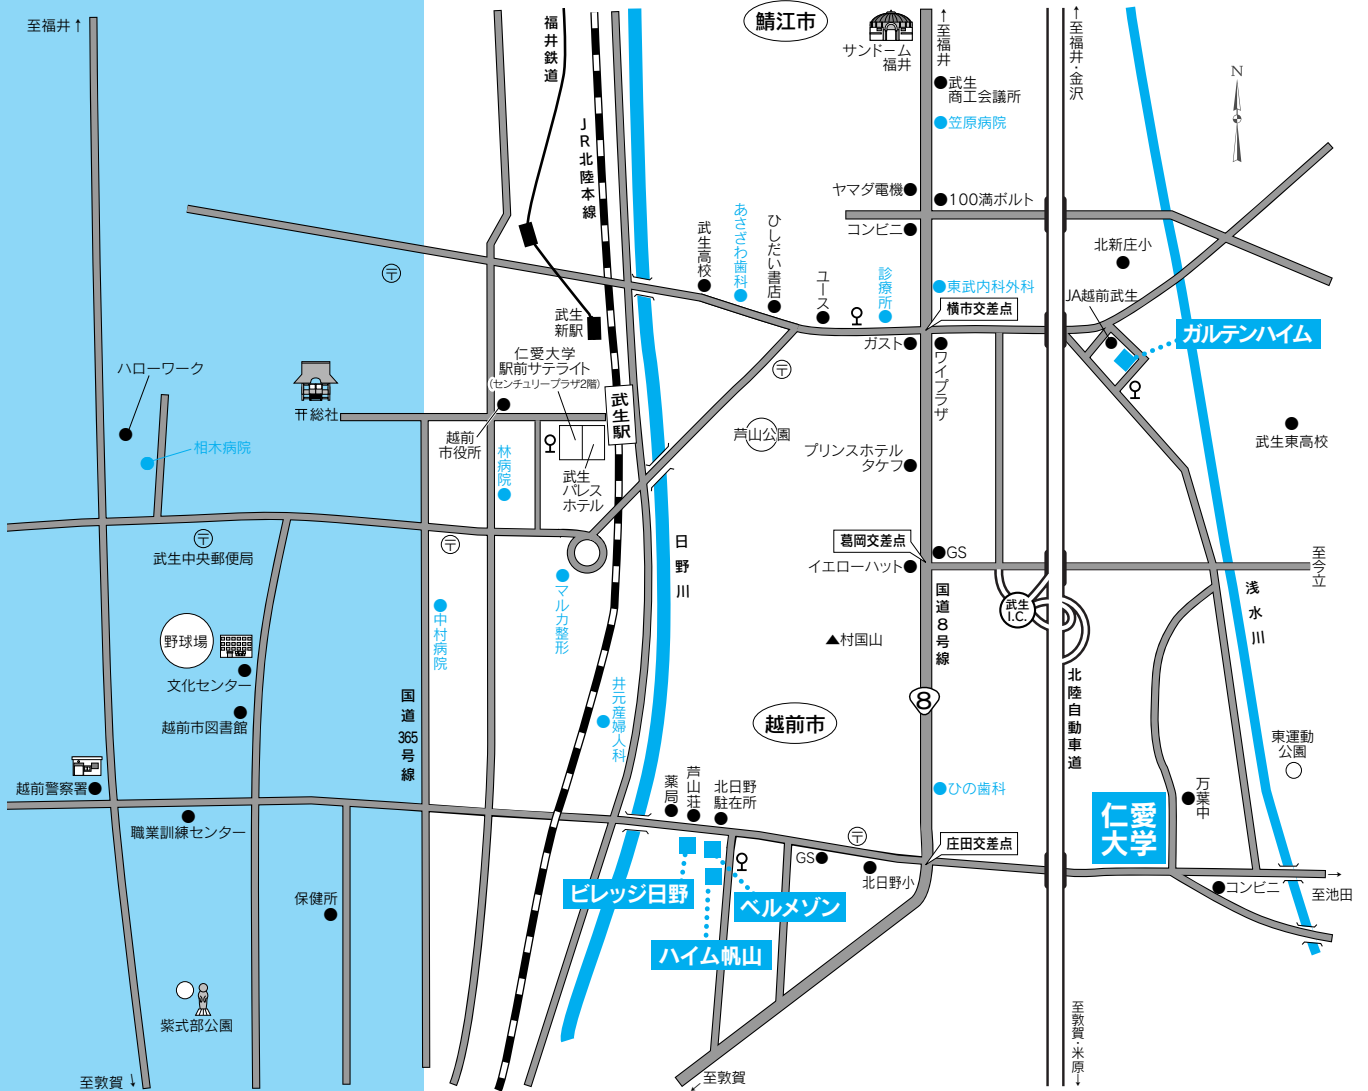 至福井↑
福井鉄道
JR北陸本線
鯖江市
サンドーム
福井
至福井
至福井・金沢
N
武生
商工会議所
笠原病院
ヤマダ電機
100満ボルト
コンビニ
北新庄小
武生高校
あさざわ歯科
ひしだい書店
ユース
診療所
東武内科外科
横市交差点
JA越前武生
ガルテンハイム
ガスト
ワイプラザ
〒
武生
新駅
仁愛大学
駅前サテライト
(センチュリープラザ2階)
武生駅
ハローワーク
総社
相木病院
越前
市役所
林病院
武生
パレス
ホテル
〒
芦山公園
プリンスホテル
タケフ
武生東高校
〒
武生中央郵便局
〒
葛岡交差点
GS
イエローハット
至今立
日野川
マルカ整形
中村病院
武生
I.C.
国道8号線
浅水川
野球場
文化センター
越前市図書館
▲村国山
井元産婦人科
国道365号線
8
越前市
北陸自動車道
東運動
公園
越前警察署
職業訓練センター
薬局
芦山荘
北日野
駐在所
ひの歯科
万葉中
仁愛
大学
〒
庄田交差点
GS
北日野小
ビレッジ日野
ベルメゾン
ハイム帆山
コンビニ
至池田
保健所
紫式部公園
至敦賀
至敦賀
至敦賀・米原